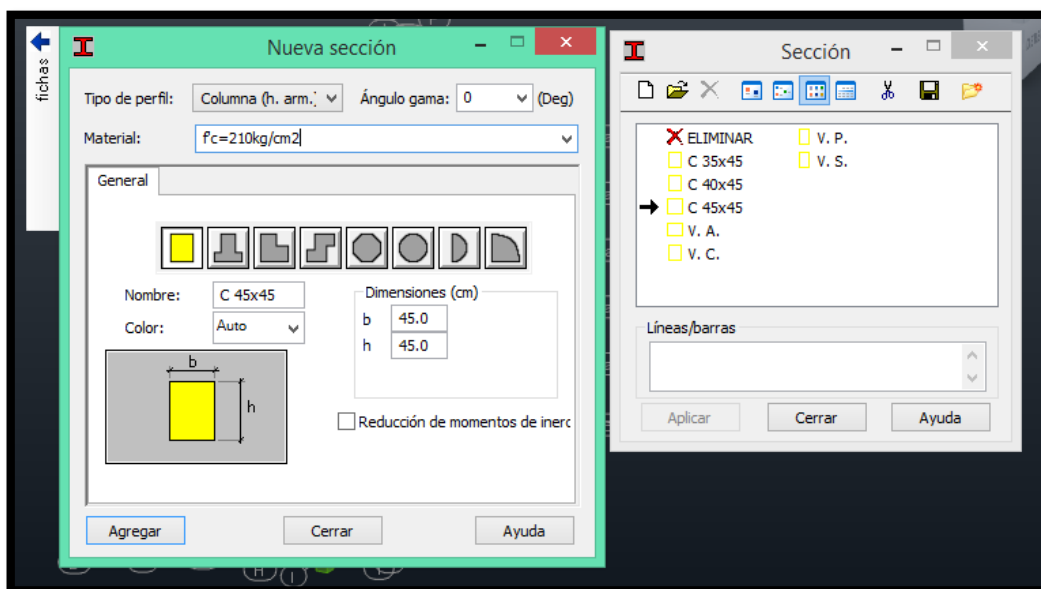 fichas
Nueva sección
Tipo de perfil: Columna (h. arm.) Ángulo gama: 0 (Deg)
Material: f'c=210kg/cm2
General
Nombre: C 45x45
Color: Auto
Dimensiones (cm)
b 45.0
h 45.0
b
h
Reducción de momentos de inerc
Agregar Cerrar Ayuda
H I
Sección
ELIMINAR V. P.
C 35x45 V. S.
C 40x45
C 45x45
V. A.
V. C.
Líneas/barras
Aplicar Cerrar Ayuda